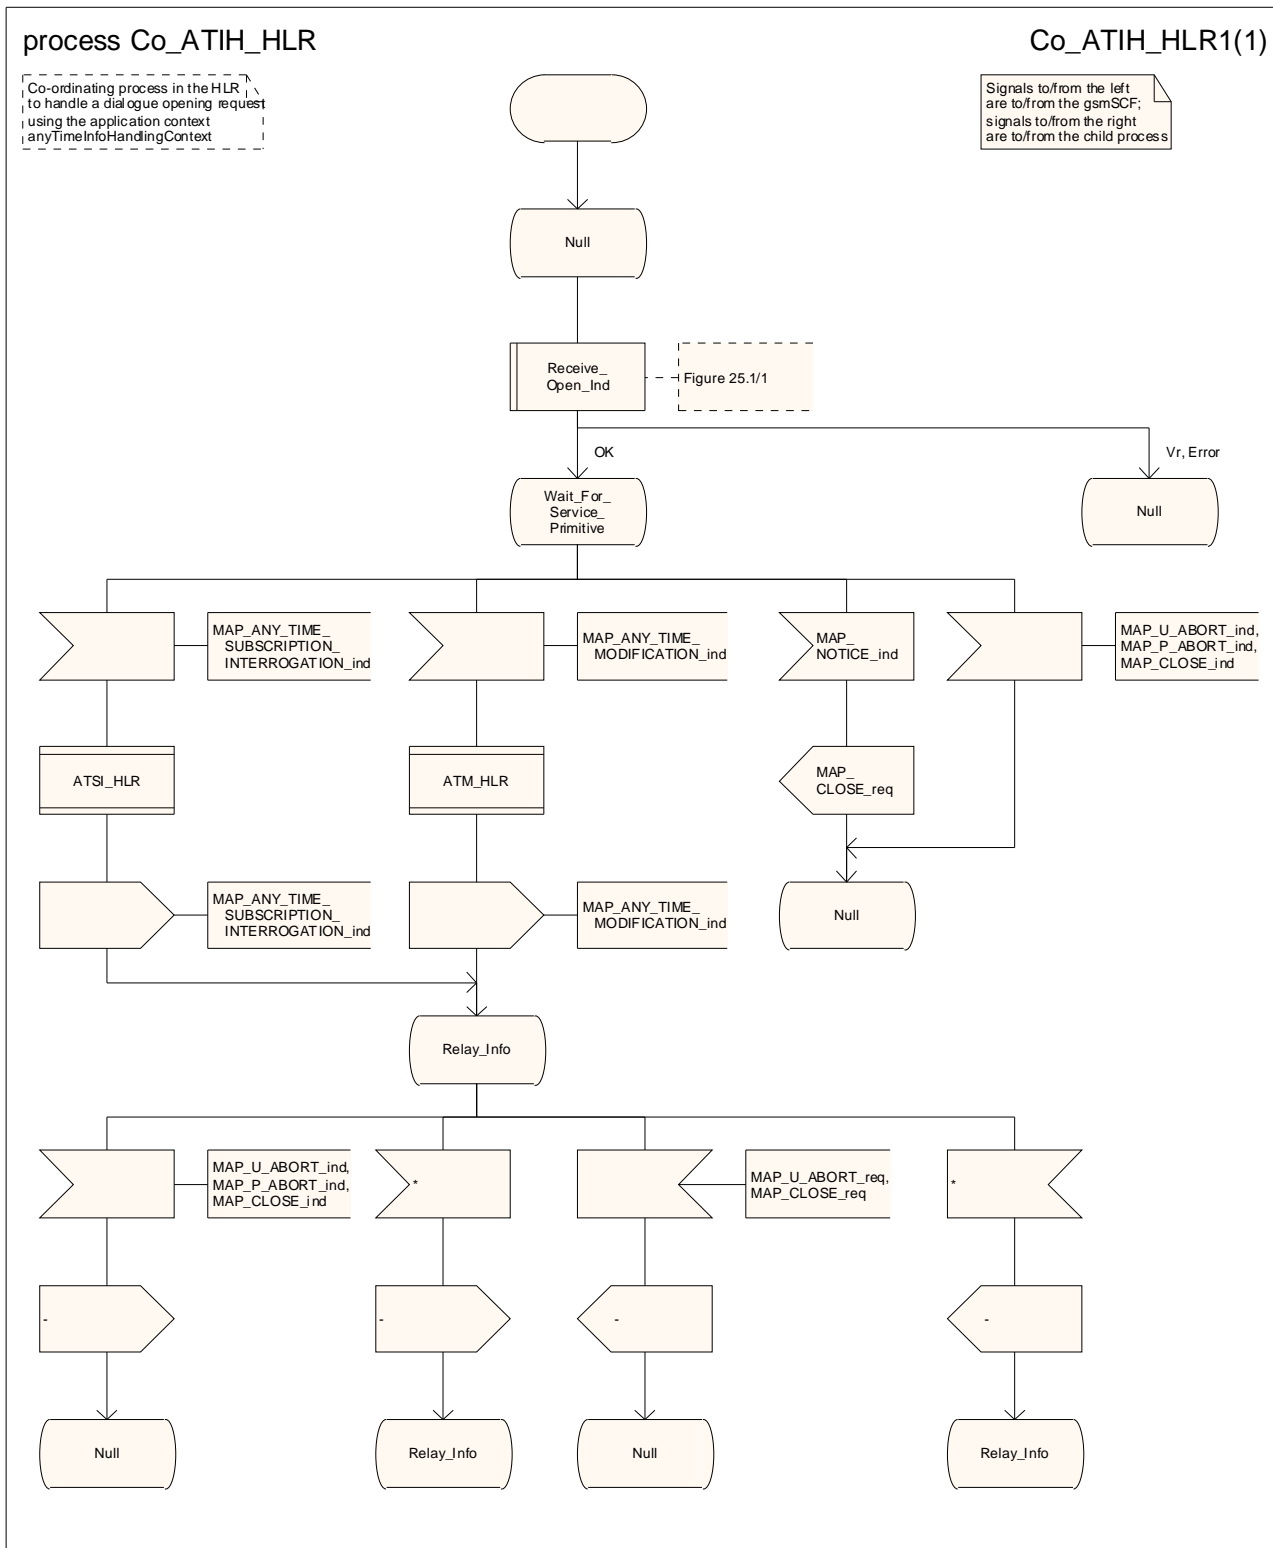 process Co_ATIH_HLR
Co_ATIH_HLR1(1)
Co-ordinating process in the HLR
to handle a dialogue opening request
using the application context
anyTimeInfoHandlingContext
Signals to/from the left
are to/from the gsmSCF;
signals to/from the right
are to/from the child process
Null
Receive_
Open_Ind
Figure 25.1/1
OK
Vr, Error
Wait_For_
Service_
Primitive
Null
MAP_ANY_TIME_
SUBSCRIPTION_
INTERROGATION_ind
MAP_ANY_TIME_
MODIFICATION_ind
MAP_
NOTICE_ind
MAP_U_ABORT_ind,
MAP_P_ABORT_ind,
MAP_CLOSE_ind
ATSI_HLR
ATM_HLR
MAP_
CLOSE_req
MAP_ANY_TIME_
SUBSCRIPTION_
INTERROGATION_ind
MAP_ANY_TIME_
MODIFICATION_ind
Null
Relay_Info
MAP_U_ABORT_ind,
MAP_P_ABORT_ind,
MAP_CLOSE_ind
*
MAP_U_ABORT_req,
MAP_CLOSE_req
*
-
-
-
-
Null
Relay_Info
Null
Relay_Info